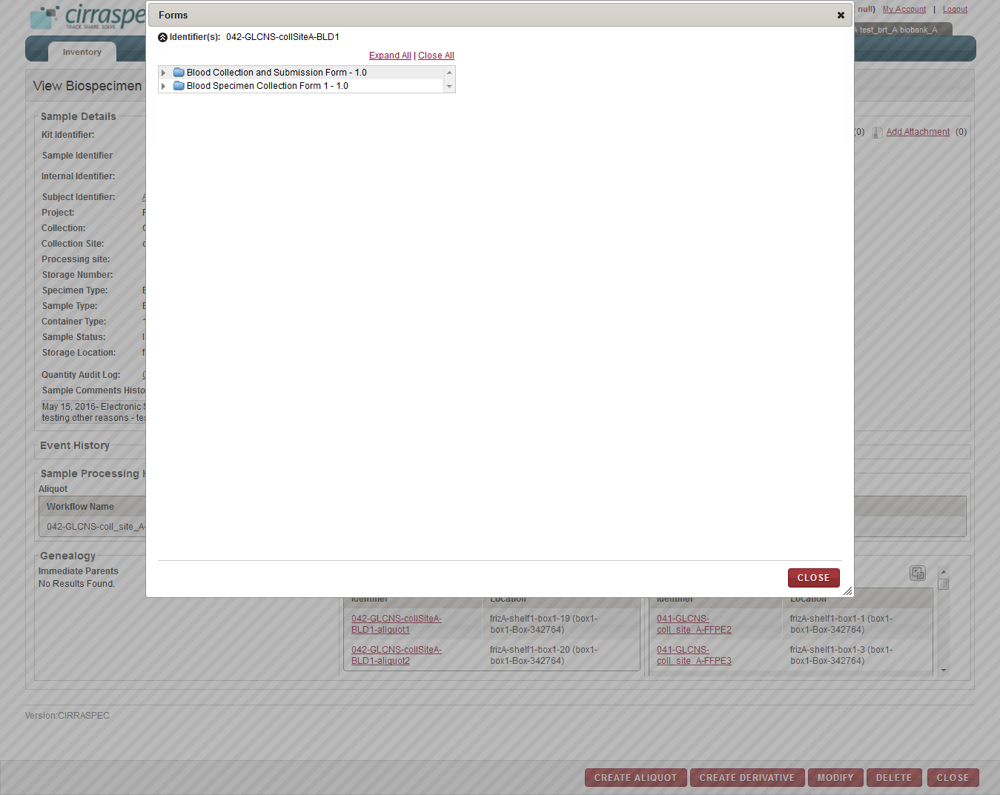 cirraspec
TRACK. SHARE. SOLVE.
null) My Account | Logout
A test_brt_A biobank_A
Inventory
Forms
Identifier(s): 042-GLCNS-collSiteA-BLD1
Expand All | Close All
Blood Collection and Submission Form - 1.0
Blood Specimen Collection Form 1 - 1.0
View Biospecimen
Sample Details
(0) Add Attachment (0)
Kit Identifier:
Sample Identifier
Internal Identifier:
Subject Identifier:
Project:
Collection:
Collection Site:
Processing site:
Storage Number:
Specimen Type:
Sample Type:
Container Type:
Sample Status:
Storage Location:
Quantity Audit Log:
Sample Comments Histo
May 15, 2016- Electronic S
testing other reasons - tes
Event History
Sample Processing H
Aliquot
Workflow Name
042-GLCNS-coll_site_A-
Genealogy
Immediate Parents
No Results Found.
CLOSE
Identifier Location Identifier Location
042-GLCNS-collSiteA-BLD1-aliquot1 frizA-shelf1-box1-19 (box1-box1-Box-342764) 041-GLCNS-coll_site_A-FFPE2 frizA-shelf1-box1-1 (box1-box1-Box-342764)
042-GLCNS-collSiteA-BLD1-aliquot2 frizA-shelf1-box1-20 (box1-box1-Box-342764) 041-GLCNS-coll_site_A-FFPE3 frizA-shelf1-box1-3 (box1-box1-Box-342764)
Version:CIRRASPEC
CREATE ALIQUOT CREATE DERIVATIVE MODIFY DELETE CLOSE